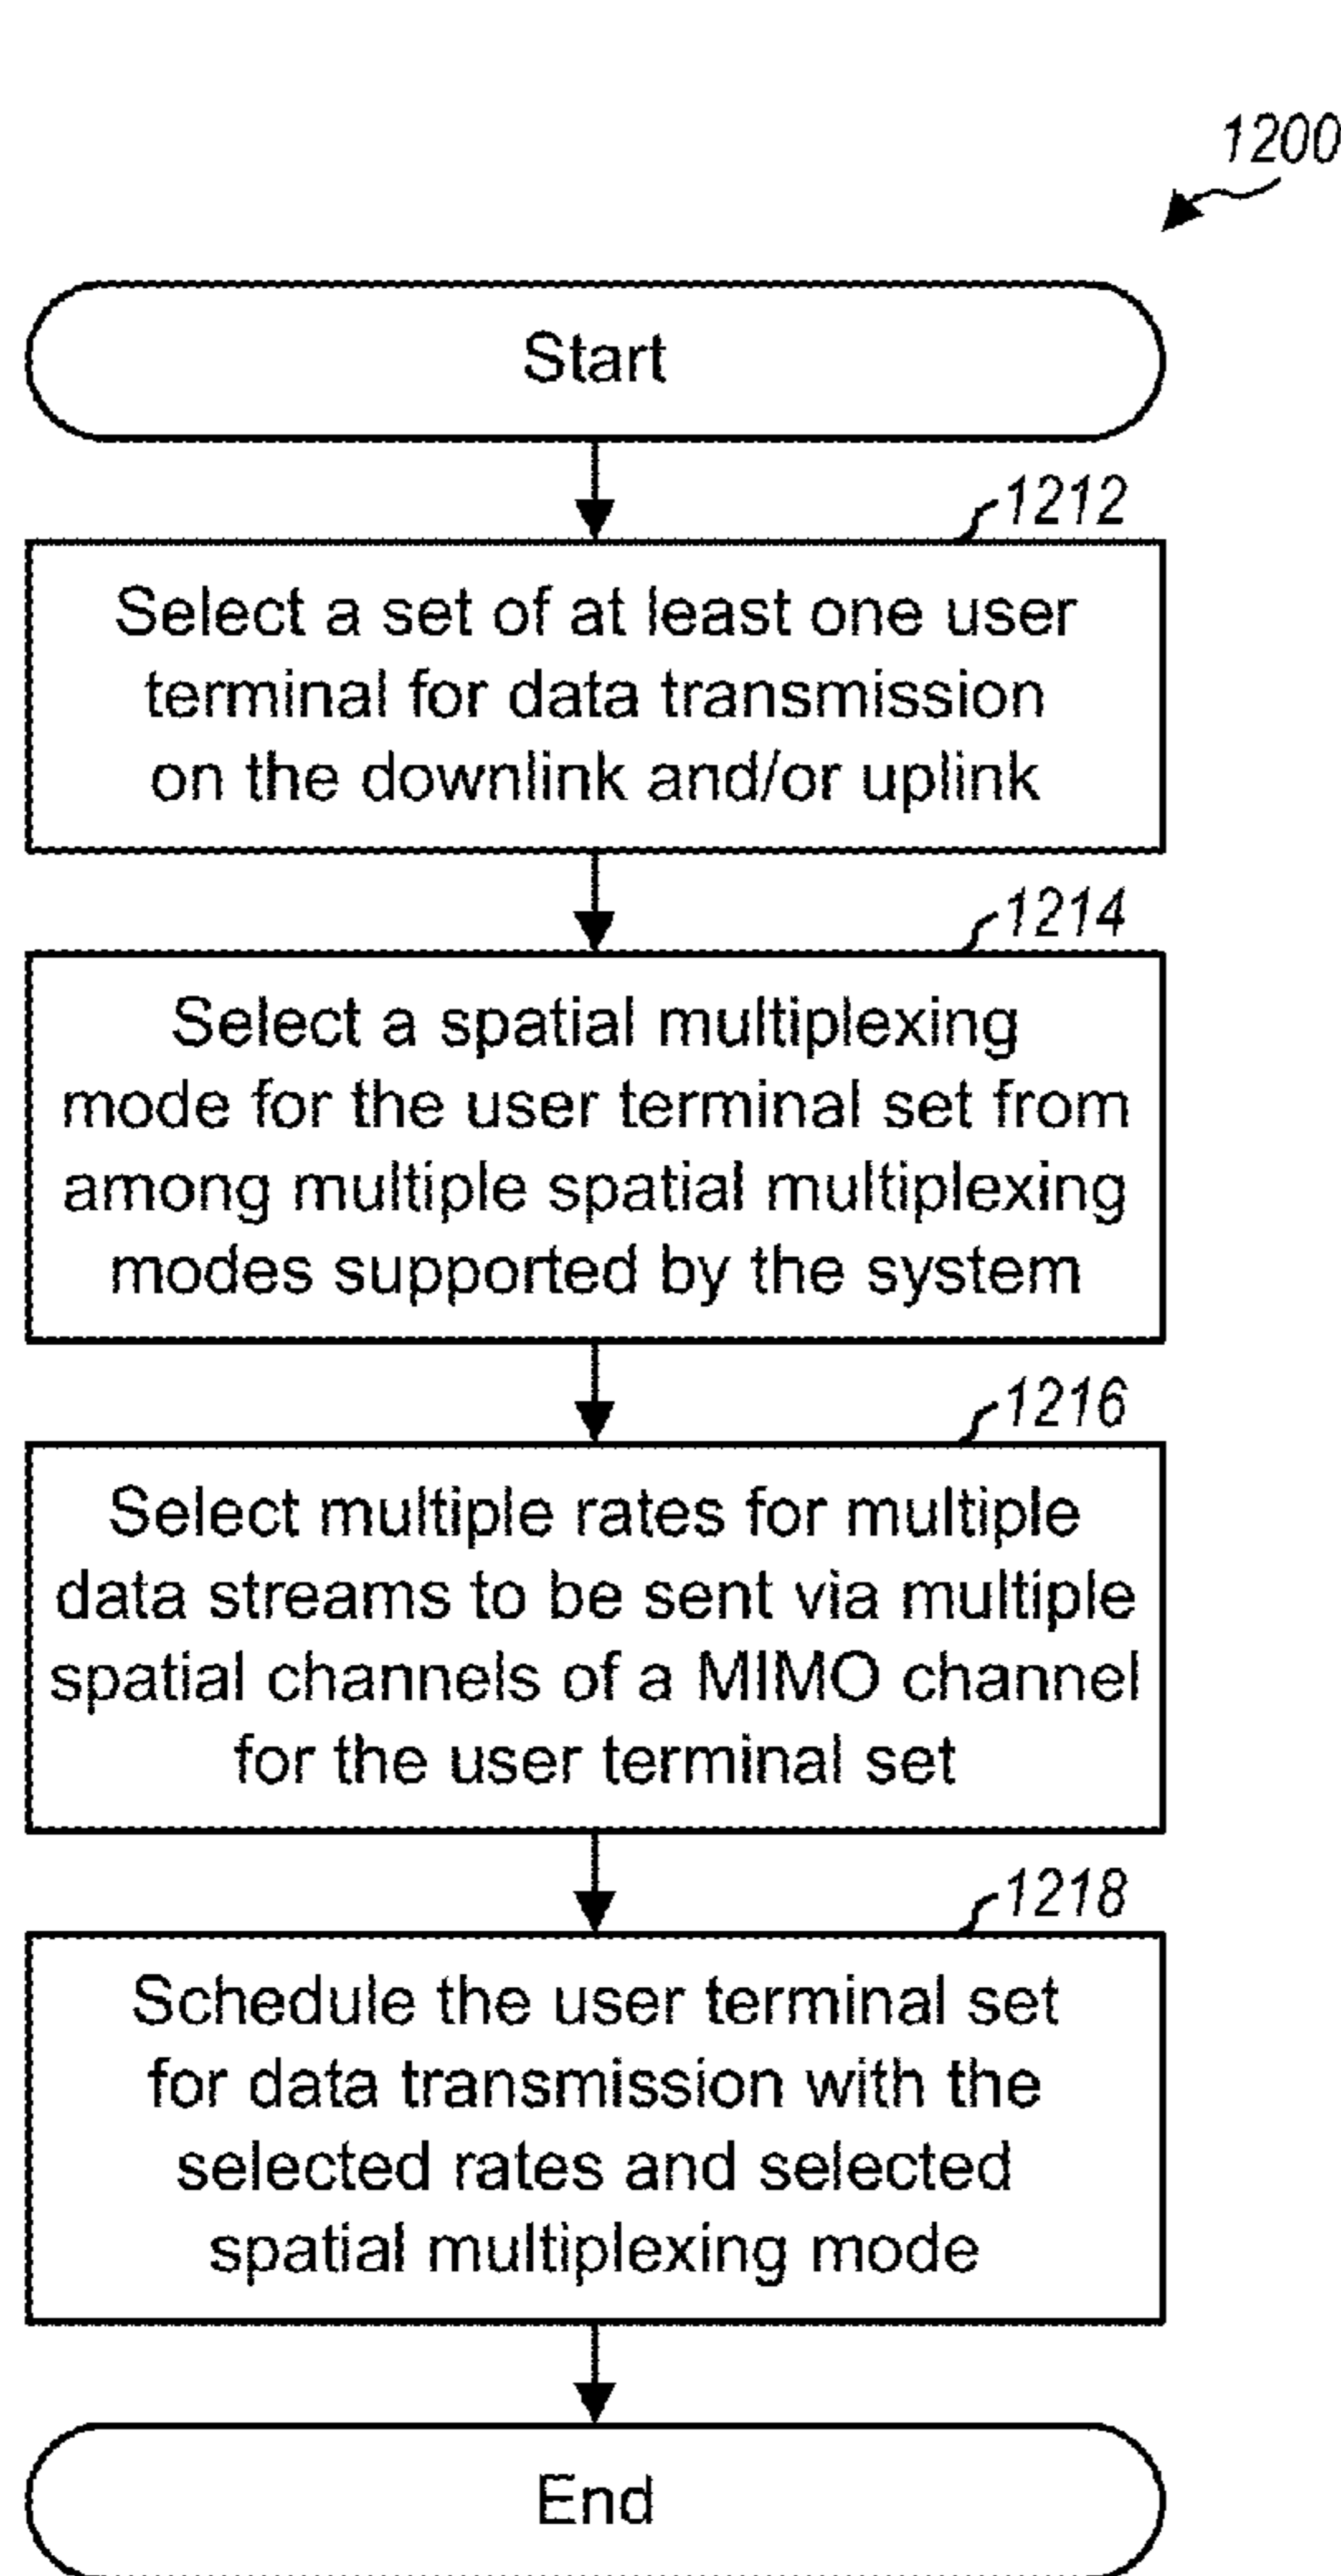 1200
Start
1212
Select a set of at least one user
terminal for data transmission
on the downlink and/or uplink
1214
Select a spatial multiplexing
mode for the user terminal set from
among multiple spatial multiplexing
modes supported by the system
1216
Select multiple rates for multiple
data streams to be sent via multiple
spatial channels of a MIMO channel
for the user terminal set
1218
Schedule the user terminal set
for data transmission with the
selected rates and selected
spatial multiplexing mode
End